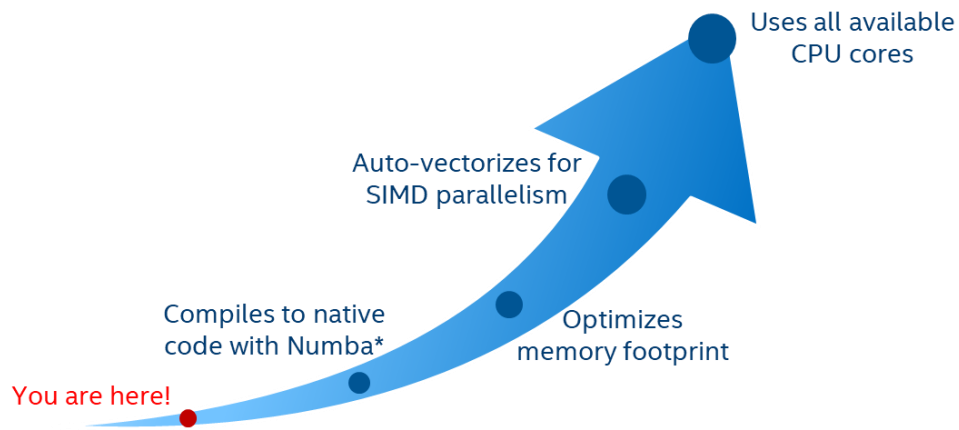 Uses all available
CPU cores
Auto-vectorizes for
SIMD parallelism
Compiles to native
code with Numba*
Optimizes
memory footprint
You are here!